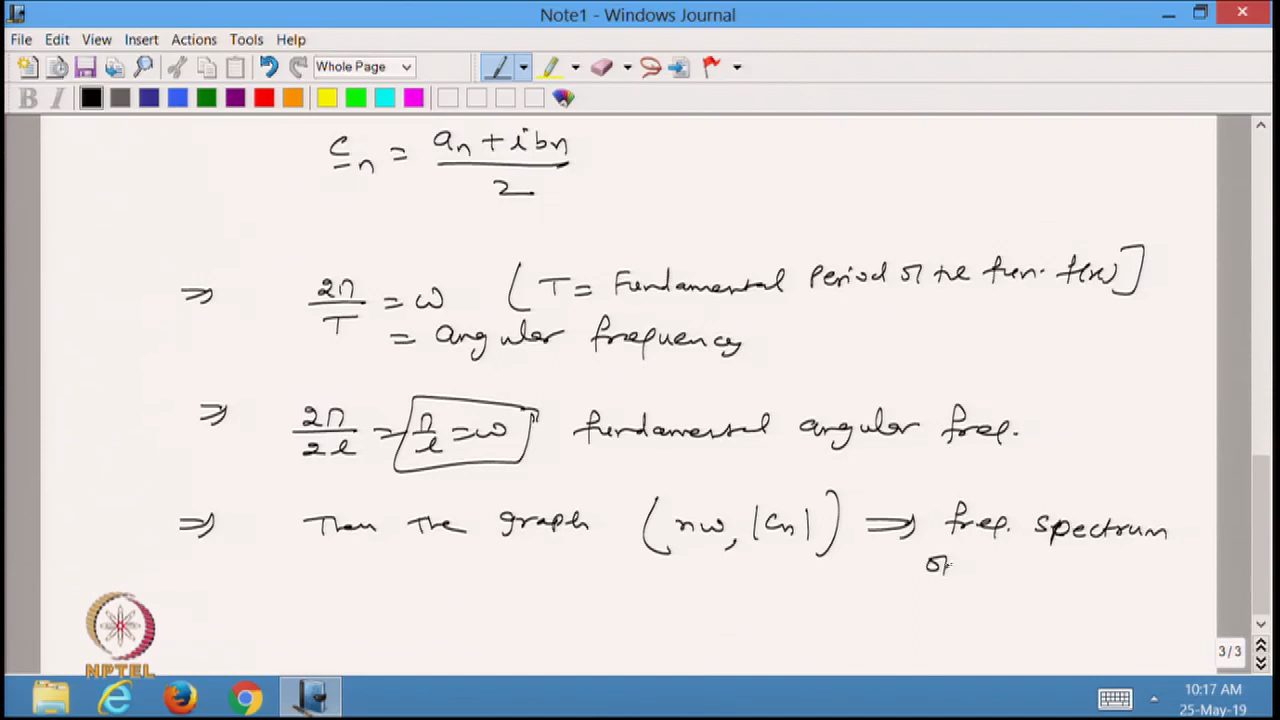 Note1 - Windows Journal
File Edit View Insert Actions Tools Help
Whole Page
B I
c_-n = (a_n + i b_n)/2
⇒ 2π/T = ω (T = Fundamental Period of the fun. f(x)]
= angular frequency
⇒ 2π/2l = π/l = ω fundamental angular freq.
⇒ Then the graph (nω, |C_n|) ⇒ freq. spectrum
of
NPTEL
3 / 3
10:17 AM
25-May-19